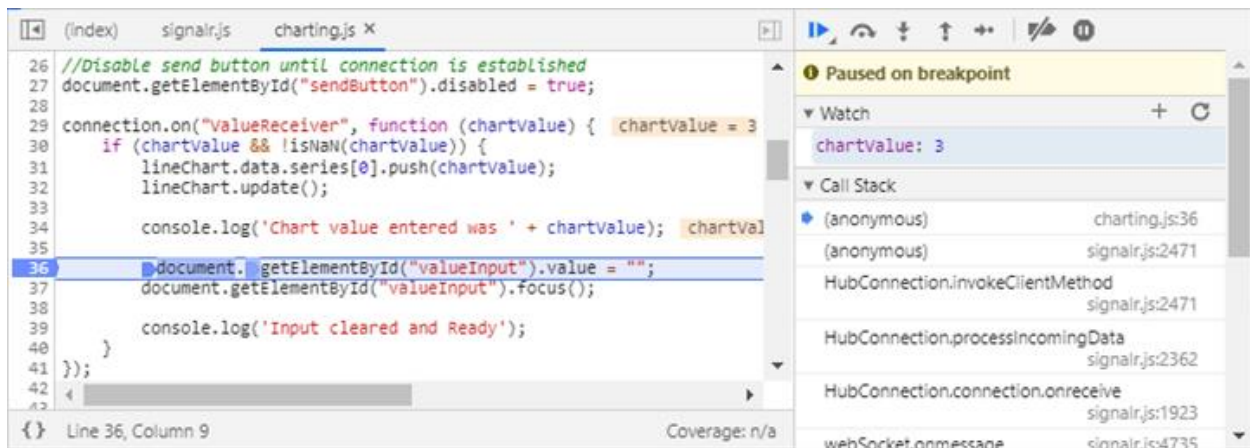 (index) signalr.js charting.js ×
26 //Disable send button until connection is established
27 document.getElementById("sendButton").disabled = true;
28
29 connection.on("ValueReceiver", function (chartValue) { chartValue = 3
30 if (chartValue && !isNaN(chartValue)) {
31 lineChart.data.series[0].push(chartValue);
32 lineChart.update();
33
34 console.log('Chart value entered was ' + chartValue); chartVal
35
36 document. getElementById("valueInput").value = "";
37 document.getElementById("valueInput").focus();
38
39 console.log('Input cleared and Ready');
40 }
41 });
42
43
{ } Line 36, Column 9 Coverage: n/a
Paused on breakpoint
Watch
chartValue: 3
Call Stack
(anonymous) charting.js:36
(anonymous) signalr.js:2471
HubConnection.invokeClientMethod
signalr.js:2471
HubConnection.processIncomingData
signalr.js:2362
HubConnection.connection.onreceive
signalr.js:1923
webSocket.onmessage signalr.js:4735